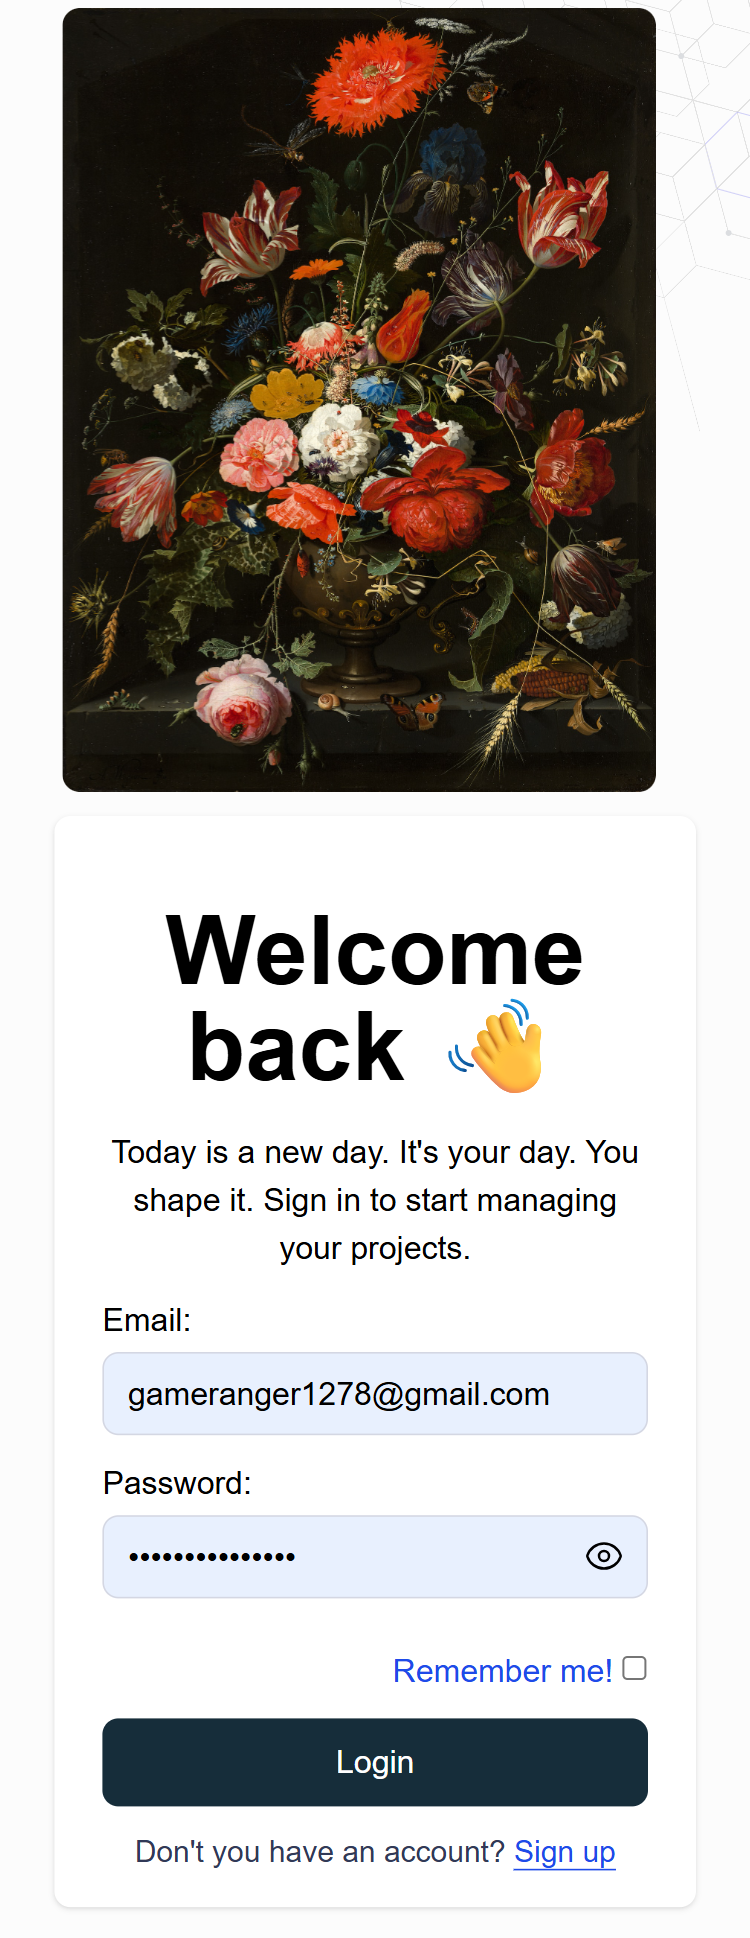 Welcome
back 👋
Today is a new day. It's your day. You
shape it. Sign in to start managing
your projects.
Email:
gameranger1278@gmail.com
Password:
•••••••••••••••
Remember me!
Login
Don't you have an account? Sign up